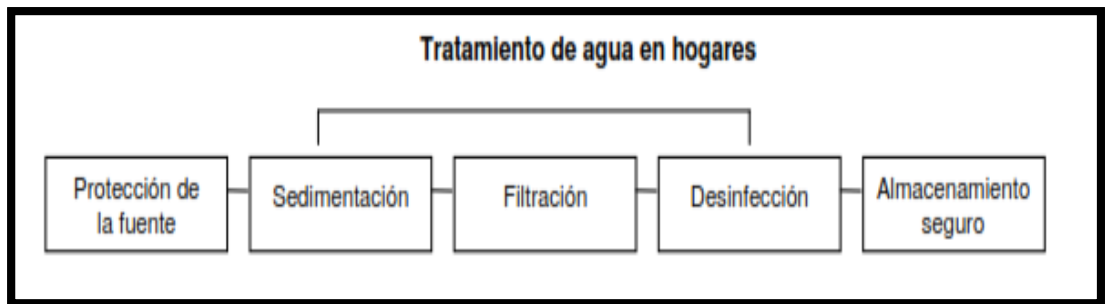 Tratamiento de agua en hogares
Protección de
la fuente
Sedimentación
Filtración
Desinfección
Almacenamiento
seguro